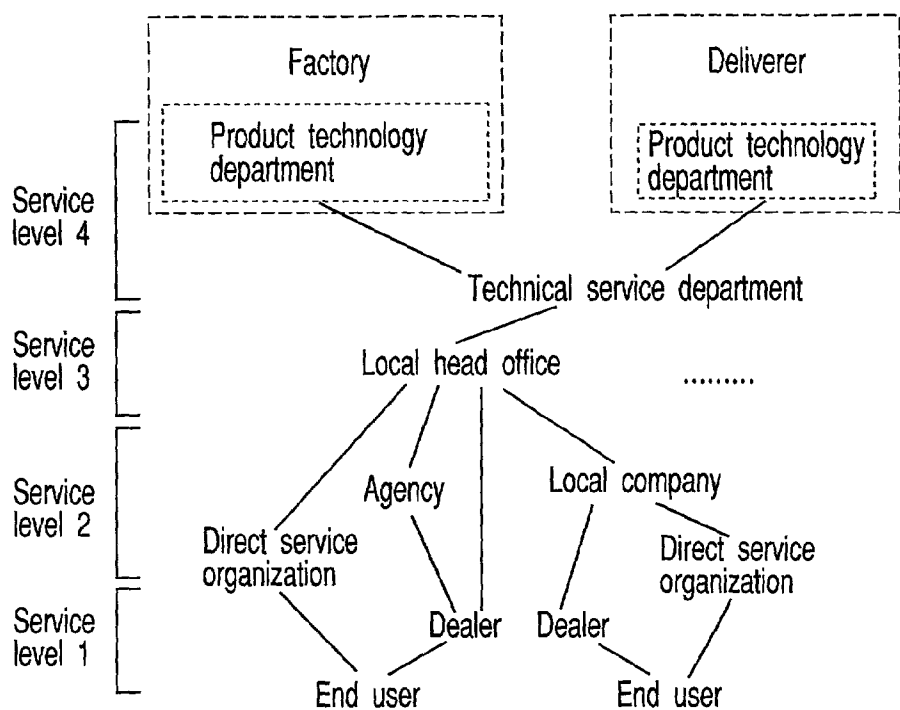 Factory
Deliverer
Product technology
department
Product technology
department
Service
level 4
Technical service department
Service
level 3
Local head office
.........
Service
level 2
Agency
Local company
Direct service
organization
Direct service
organization
Service
level 1
Dealer
Dealer
End user
End user